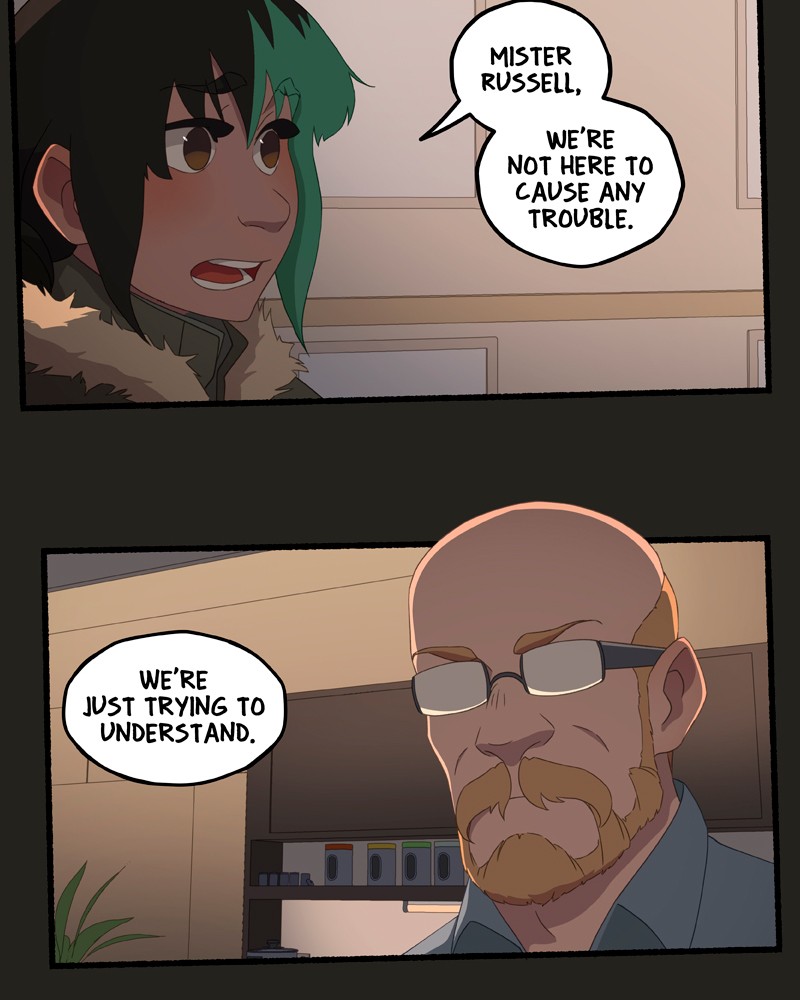 MISTER
RUSSELL,
WE'RE
NOT HERE TO
CAUSE ANY
TROUBLE.
WE'RE
JUST TRYING TO
UNDERSTAND.